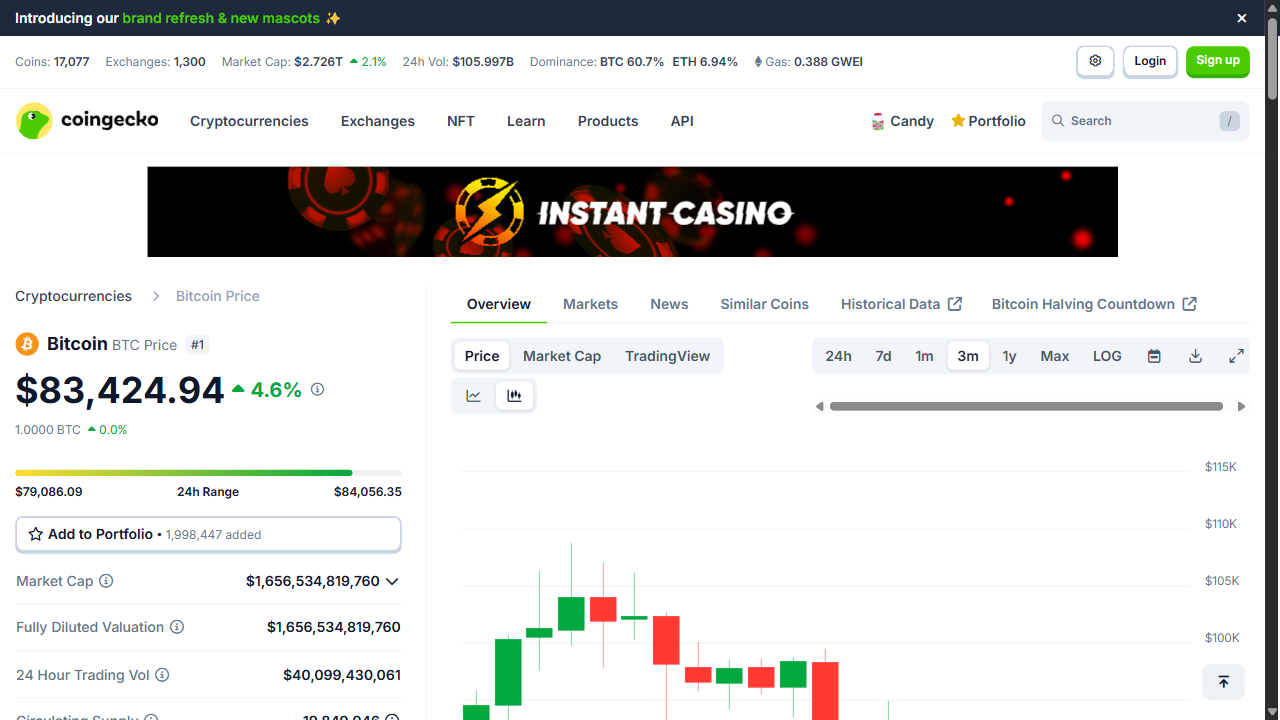 Introducing our brand refresh & new mascots ✨
Coins: 17,077 Exchanges: 1,300 Market Cap: $2.726T 2.1% 24h Vol: $105.997B Dominance: BTC 60.7% ETH 6.94% Gas: 0.388 GWEI
Login
Sign up
coingecko
Cryptocurrencies Exchanges NFT Learn Products API
Candy Portfolio Search /
INSTANT CASINO
Cryptocurrencies Bitcoin Price
Bitcoin BTC Price #1
$83,424.94 4.6%
1.0000 BTC 0.0%
$79,086.09 24h Range $84,056.35
Add to Portfolio • 1,998,447 added
Market Cap $1,656,534,819,760
Fully Diluted Valuation $1,656,534,819,760
24 Hour Trading Vol $40,099,430,061
Circulating Supply 19,849,046
Overview Markets News Similar Coins Historical Data Bitcoin Halving Countdown
Price Market Cap TradingView
24h 7d 1m 3m 1y Max LOG
$115K
$110K
$105K
$100K